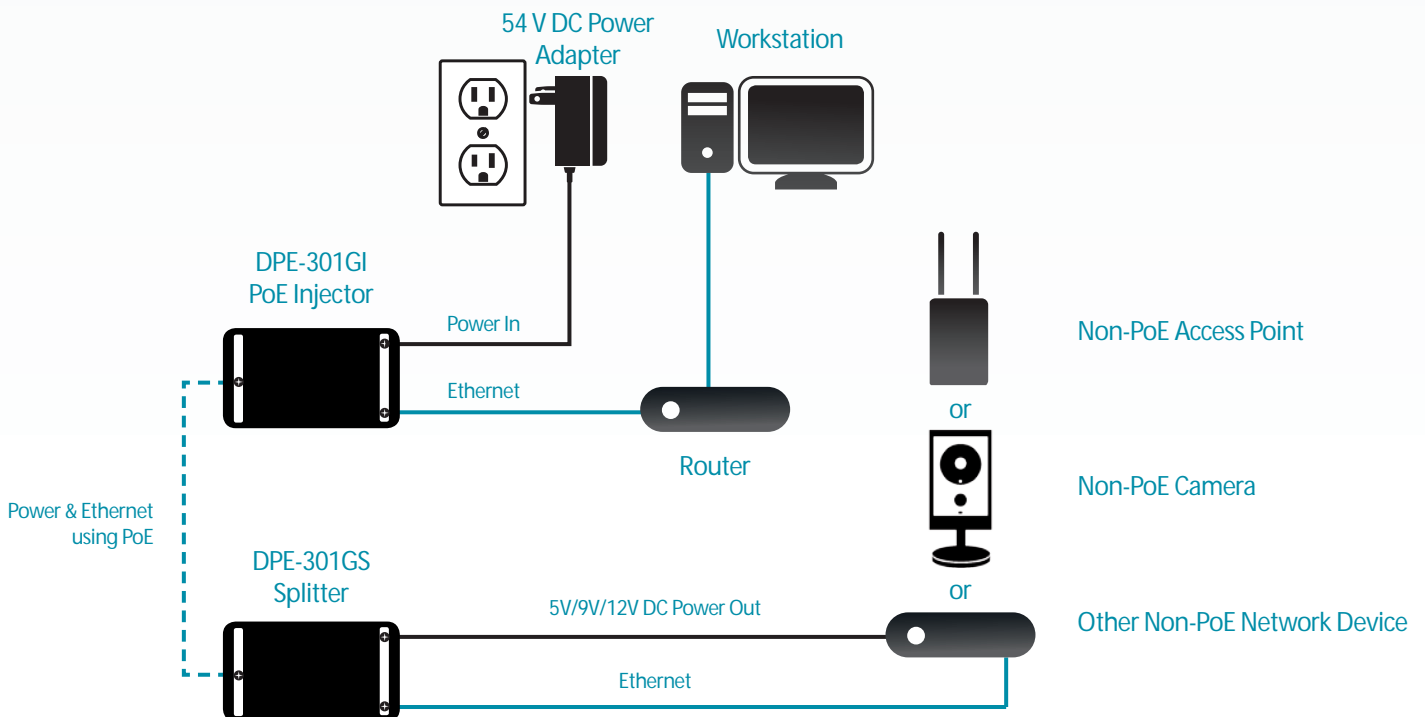 54 V DC Power
Adapter
Workstation
DPE-301GI
PoE Injector
Power In
Ethernet
Non-PoE Access Point
or
Router
Non-PoE Camera
Power & Ethernet
using PoE
DPE-301GS
Splitter
or
5V/9V/12V DC Power Out
Other Non-PoE Network Device
Ethernet